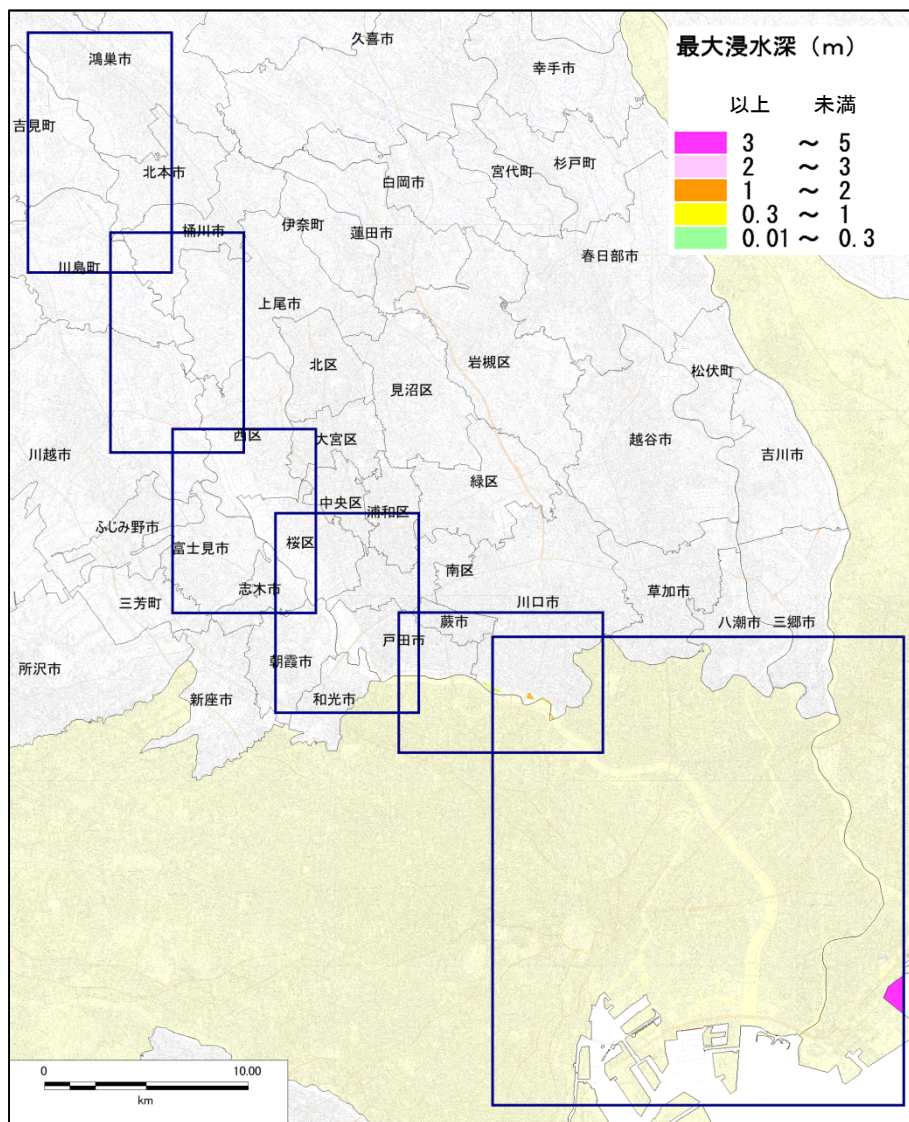 最大浸水深（m）
以上 未満
3 ～ 5
2 ～ 3
1 ～ 2
0.3 ～ 1
0.01 ～ 0.3
久喜市
鴻巣市
幸手市
吉見町
北本市
白岡市
宮代町
杉戸町
桶川市
伊奈町
蓮田市
春日部市
川島町
上尾市
北区
見沼区
岩槻区
松伏町
西区
大宮区
越谷市
川越市
吉川市
緑区
中央区
浦和区
ふじみ野市
富士見市
桜区
南区
志木市
三芳町
川口市
草加市
蕨市
八潮市
三郷市
戸田市
朝霞市
所沢市
新座市
和光市
0 10.00
km